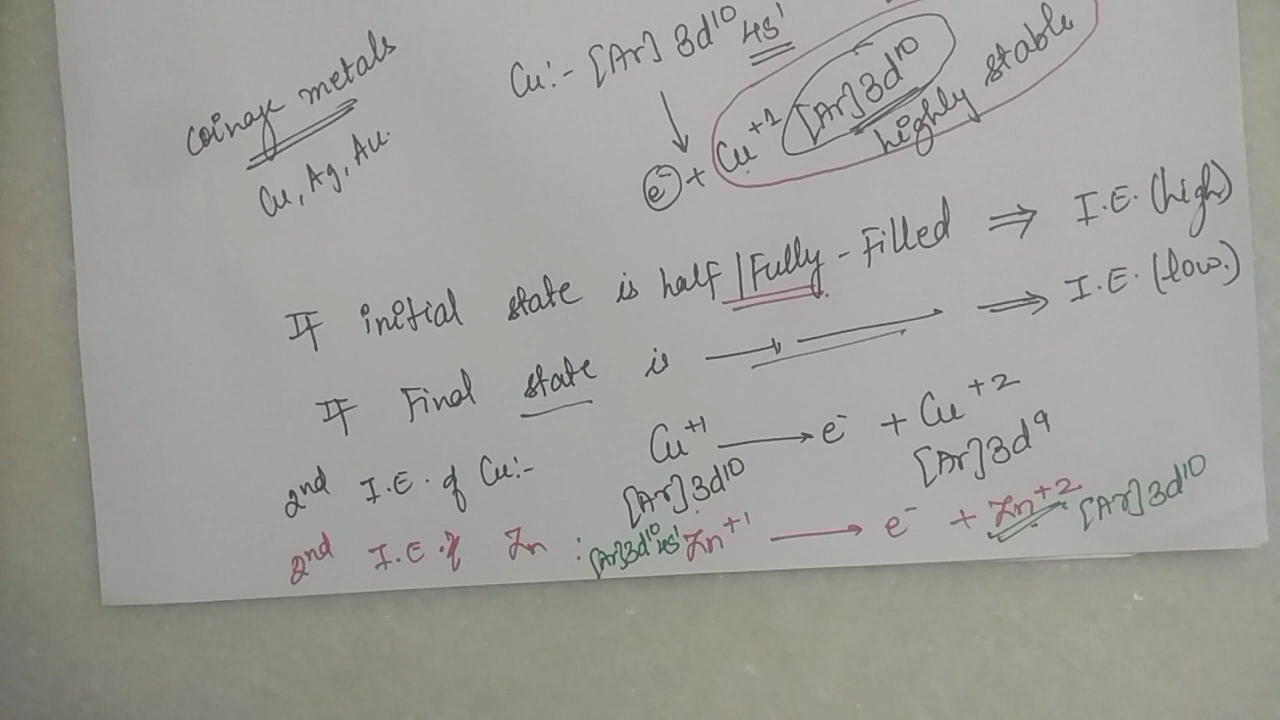 coinage metals
Cu, Ag, Au.
Cu:- [Ar] 3d10 4s1
e- + Cu+1 [Ar]3d10
highly stable
IF initial state is half/Fully-Filled ⇒ I.E. (high)
IF Final state is —〃— ⇒ I.E. (low.)
2nd I.E. of Cu:- Cu+1 → e- + Cu+2
[Ar]3d10 [Ar]3d9
2nd I.E. of Zn : [Ar]3d10 4s1 Zn+1 → e- + Zn+2 [Ar]3d10